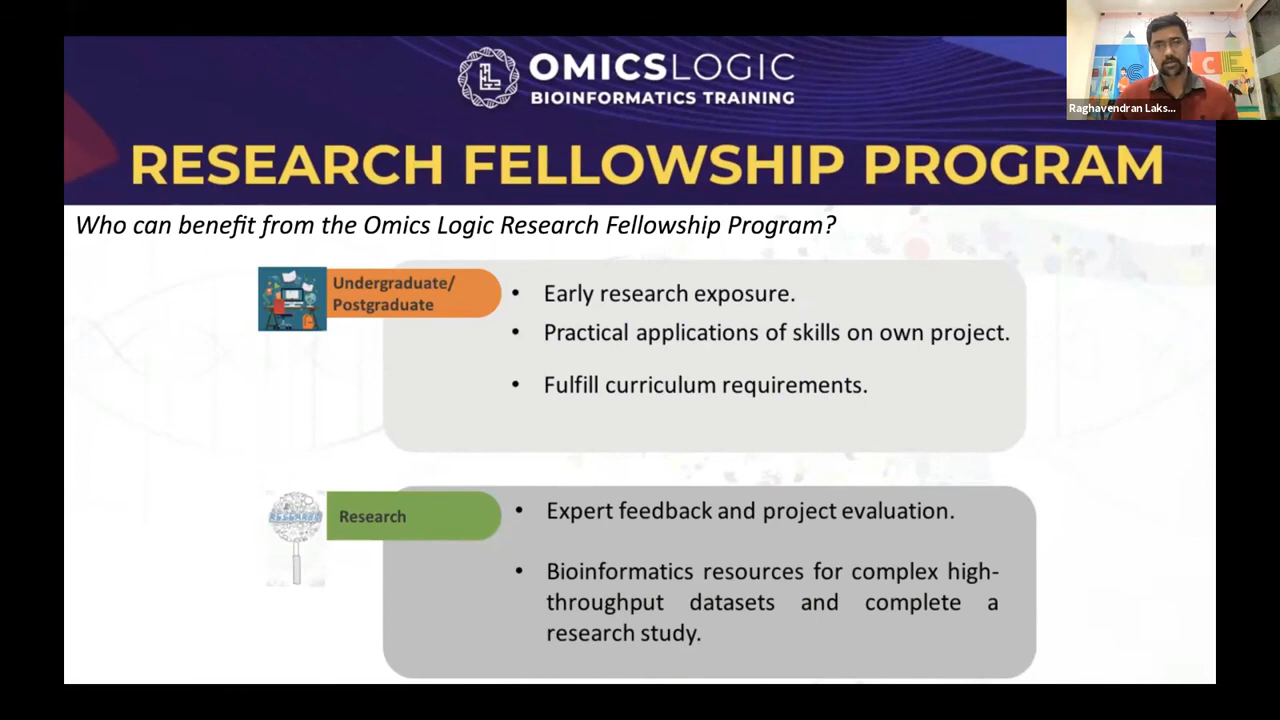 OMICSLOGIC
BIOINFORMATICS TRAINING
Raghavendran Laks...
RESEARCH FELLOWSHIP PROGRAM
Who can benefit from the Omics Logic Research Fellowship Program?
Undergraduate/
Postgraduate
• Early research exposure.
• Practical applications of skills on own project.
• Fulfill curriculum requirements.
RESEARCH
Research
• Expert feedback and project evaluation.
• Bioinformatics resources for complex high-
throughput datasets and complete a
research study.